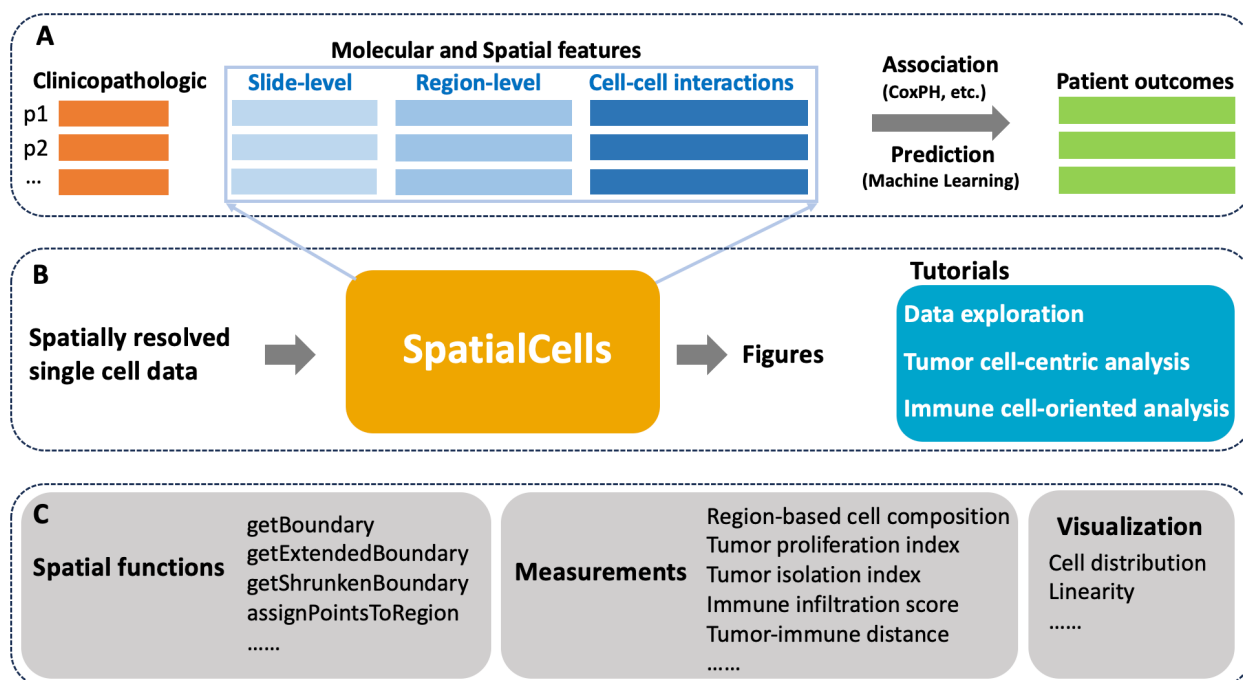 A
Molecular and Spatial features
Clinicopathologic
Slide-level
Region-level
Cell-cell interactions
Association
(CoxPH, etc.)
Patient outcomes
p1
p2
...
Prediction
(Machine Learning)
B
Spatially resolved
single cell data
SpatialCells
Figures
Tutorials
Data exploration
Tumor cell-centric analysis
Immune cell-oriented analysis
C
Spatial functions
getBoundary
getExtendedBoundary
getShrunkenBoundary
assignPointsToRegion
......
Measurements
Region-based cell composition
Tumor proliferation index
Tumor isolation index
Immune infiltration score
Tumor-immune distance
......
Visualization
Cell distribution
Linearity
......